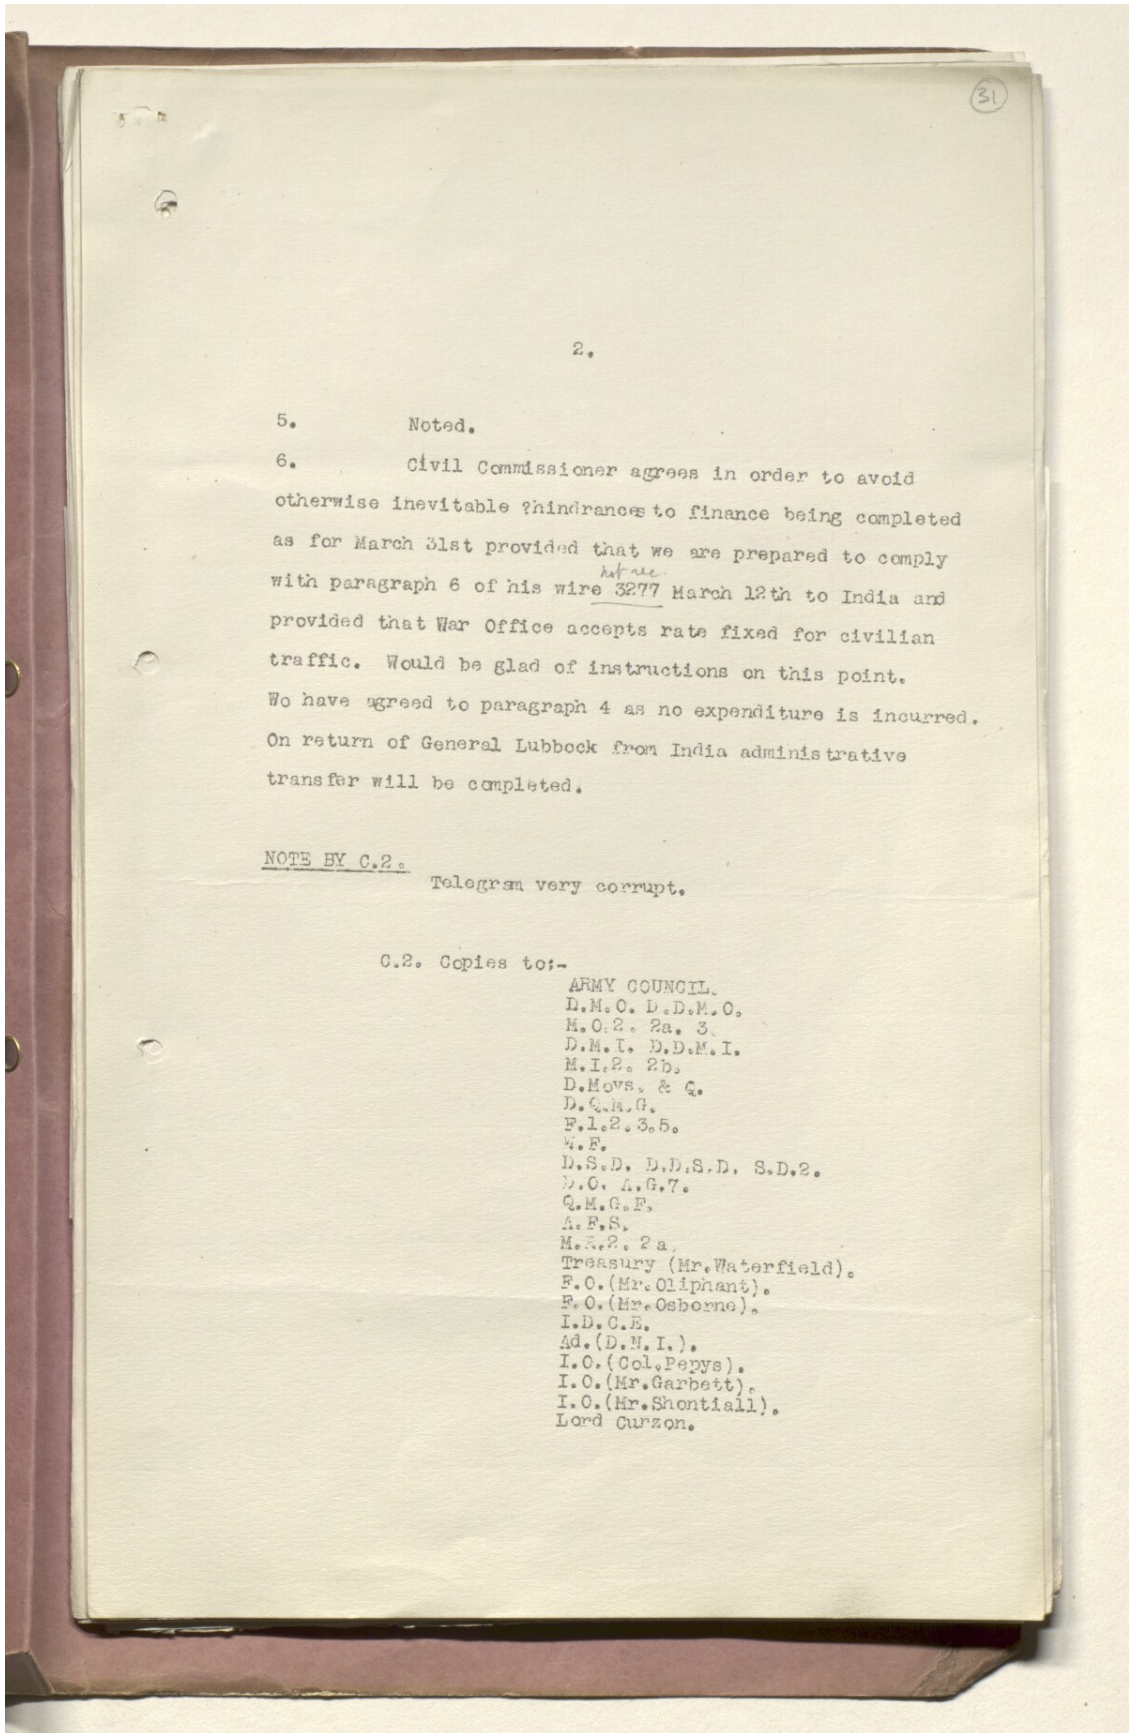 31
2.
5. Noted.
6. Civil Commissioner agrees in order to avoid
otherwise inevitable ?hindrances to finance being completed
as for March 31st provided that we are prepared to comply
not rec.
with paragraph 6 of his wire 3277 March 12th to India and
provided that War Office accepts rate fixed for civilian
traffic. Would be glad of instructions on this point.
We have agreed to paragraph 4 as no expenditure is incurred.
On return of General Lubbock from India administrative
transfer will be completed.
NOTE BY C.2.
Telegram very corrupt.
C.2. Copies to:-
ARMY COUNCIL.
D.M.O. D.D.M.O.
M.O.2. 2a. 3.
D.M.I. D.D.M.I.
M.I.2. 2b.
D.Movs. & Q.
D.Q.M.G.
F.1.2.3.5.
W.F.
D.S.D. D.D.S.D. S.D.2.
D.O. A.G.7.
Q.M.G.F.
A.F.S.
2. 2a.
Treasury (Mr.Waterfield).
F.O.(Mr.Oliphant).
F.O.(Mr.Osborne).
I.D.C.E.
Ad.(D.N.I.).
I.O.(Col.Pepys).
I.O.(Mr.Garbett).
I.O.(Mr.Shontiall).
Lord Curzon.